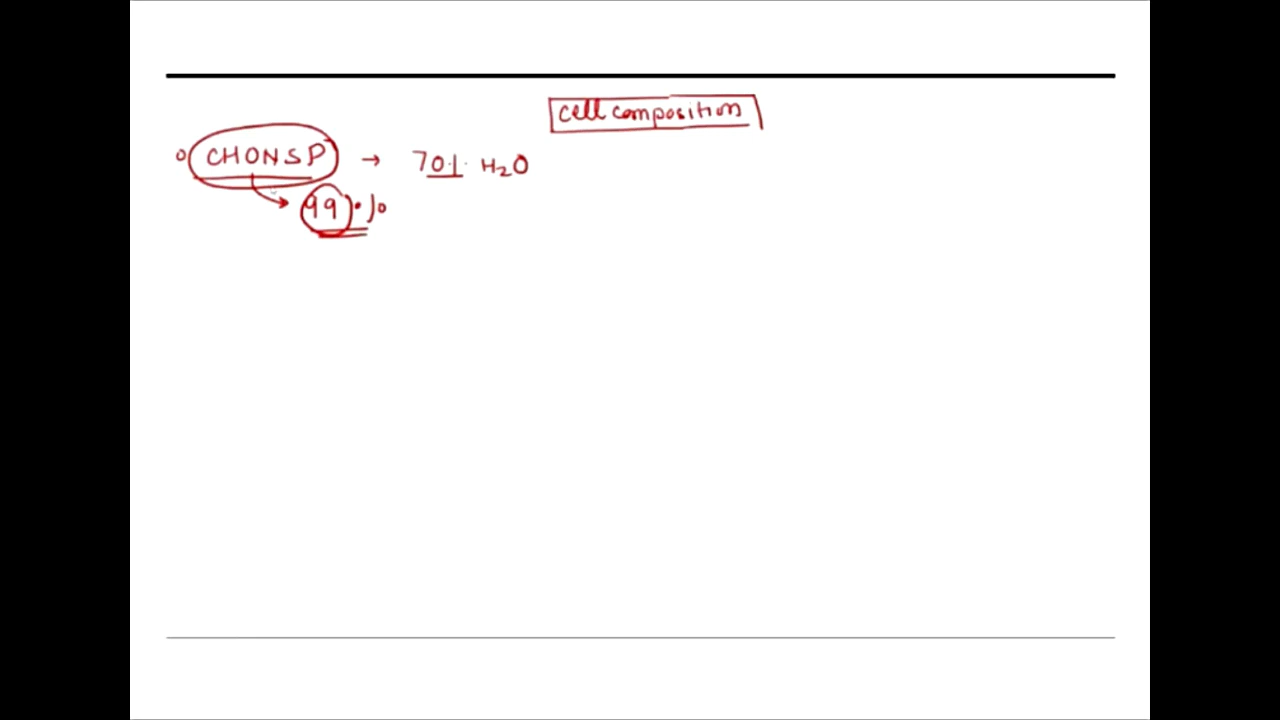 cell composition
CHONSP → 70% H₂O
99%